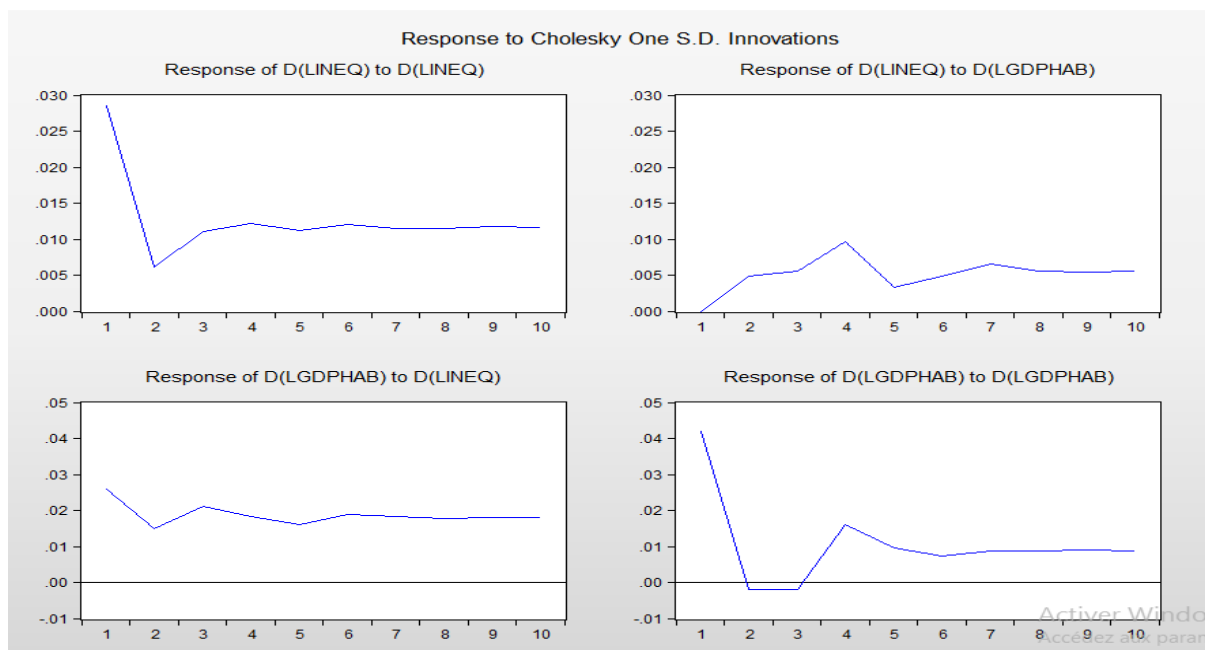 Response to Cholesky One S.D. Innovations
Response of D(LINEQ) to D(LINEQ)
.030
.025
.020
.015
.010
.005
.000
1 2 3 4 5 6 7 8 9 10
Response of D(LINEQ) to D(LGDPHAB)
.030
.025
.020
.015
.010
.005
.000
1 2 3 4 5 6 7 8 9 10
Response of D(LGDPHAB) to D(LINEQ)
.05
.04
.03
.02
.01
.00
-.01
1 2 3 4 5 6 7 8 9 10
Response of D(LGDPHAB) to D(LGDPHAB)
.05
.04
.03
.02
.01
.00
-.01
1 2 3 4 5 6 7 8 9 10
Activer Windo
Accédez aux param